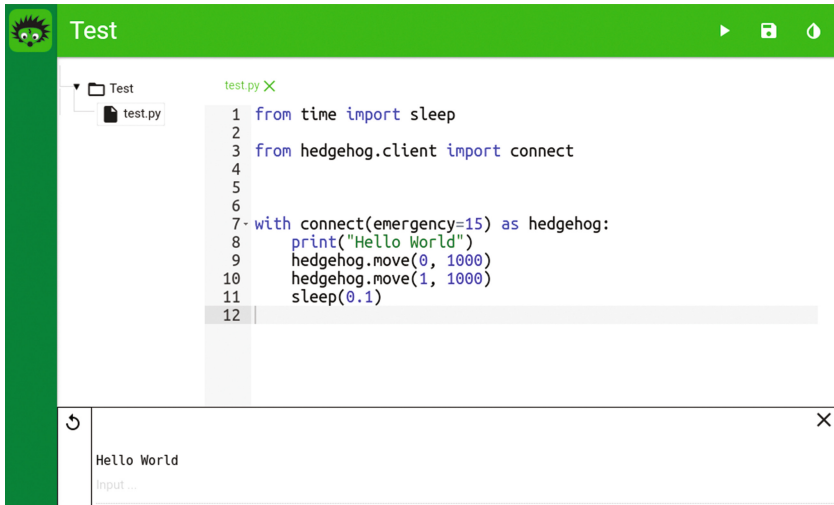 Test
Test
test.py
test.py
1 from time import sleep
2
3 from hedgehog.client import connect
4
5
6
7 with connect(emergency=15) as hedgehog:
8     print("Hello World")
9     hedgehog.move(0, 1000)
10     hedgehog.move(1, 1000)
11     sleep(0.1)
12
Hello World
Input ...